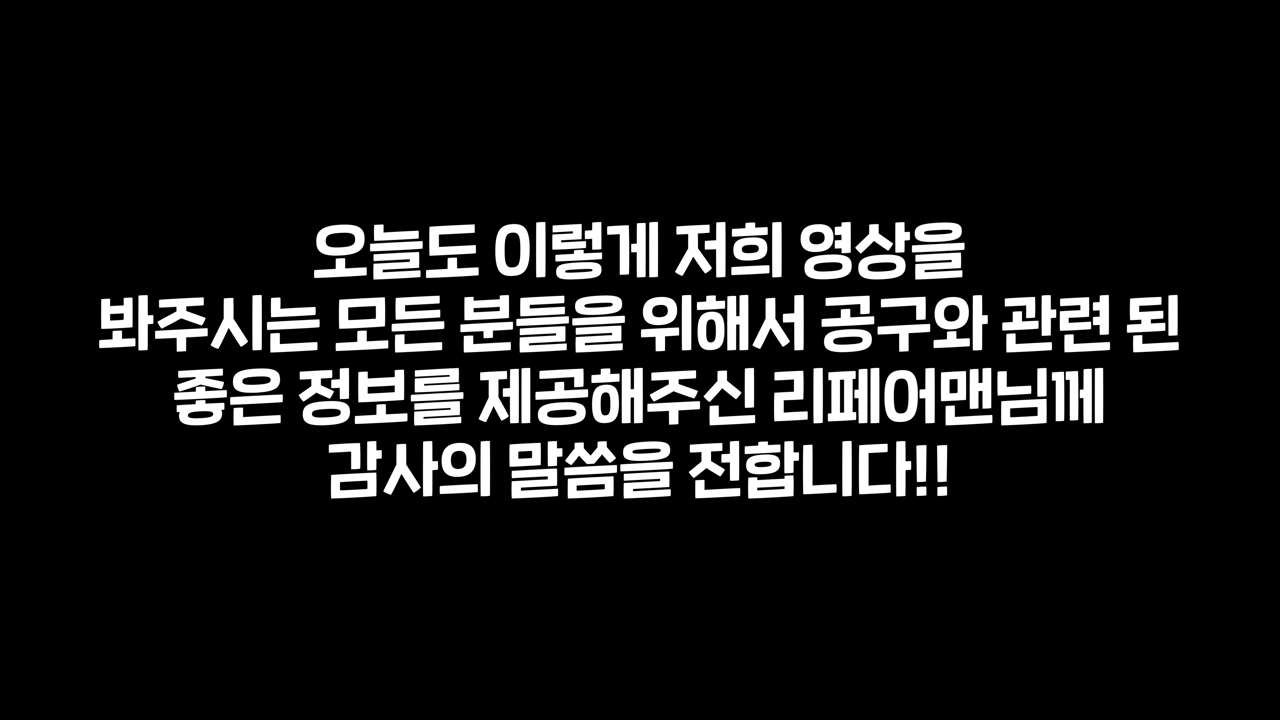 오늘도 이렇게 저희 영상을
봐주시는 모든 분들을 위해서 공구와 관련 된
좋은 정보를 제공해주신 리페어맨님께
감사의 말씀을 전합니다!!